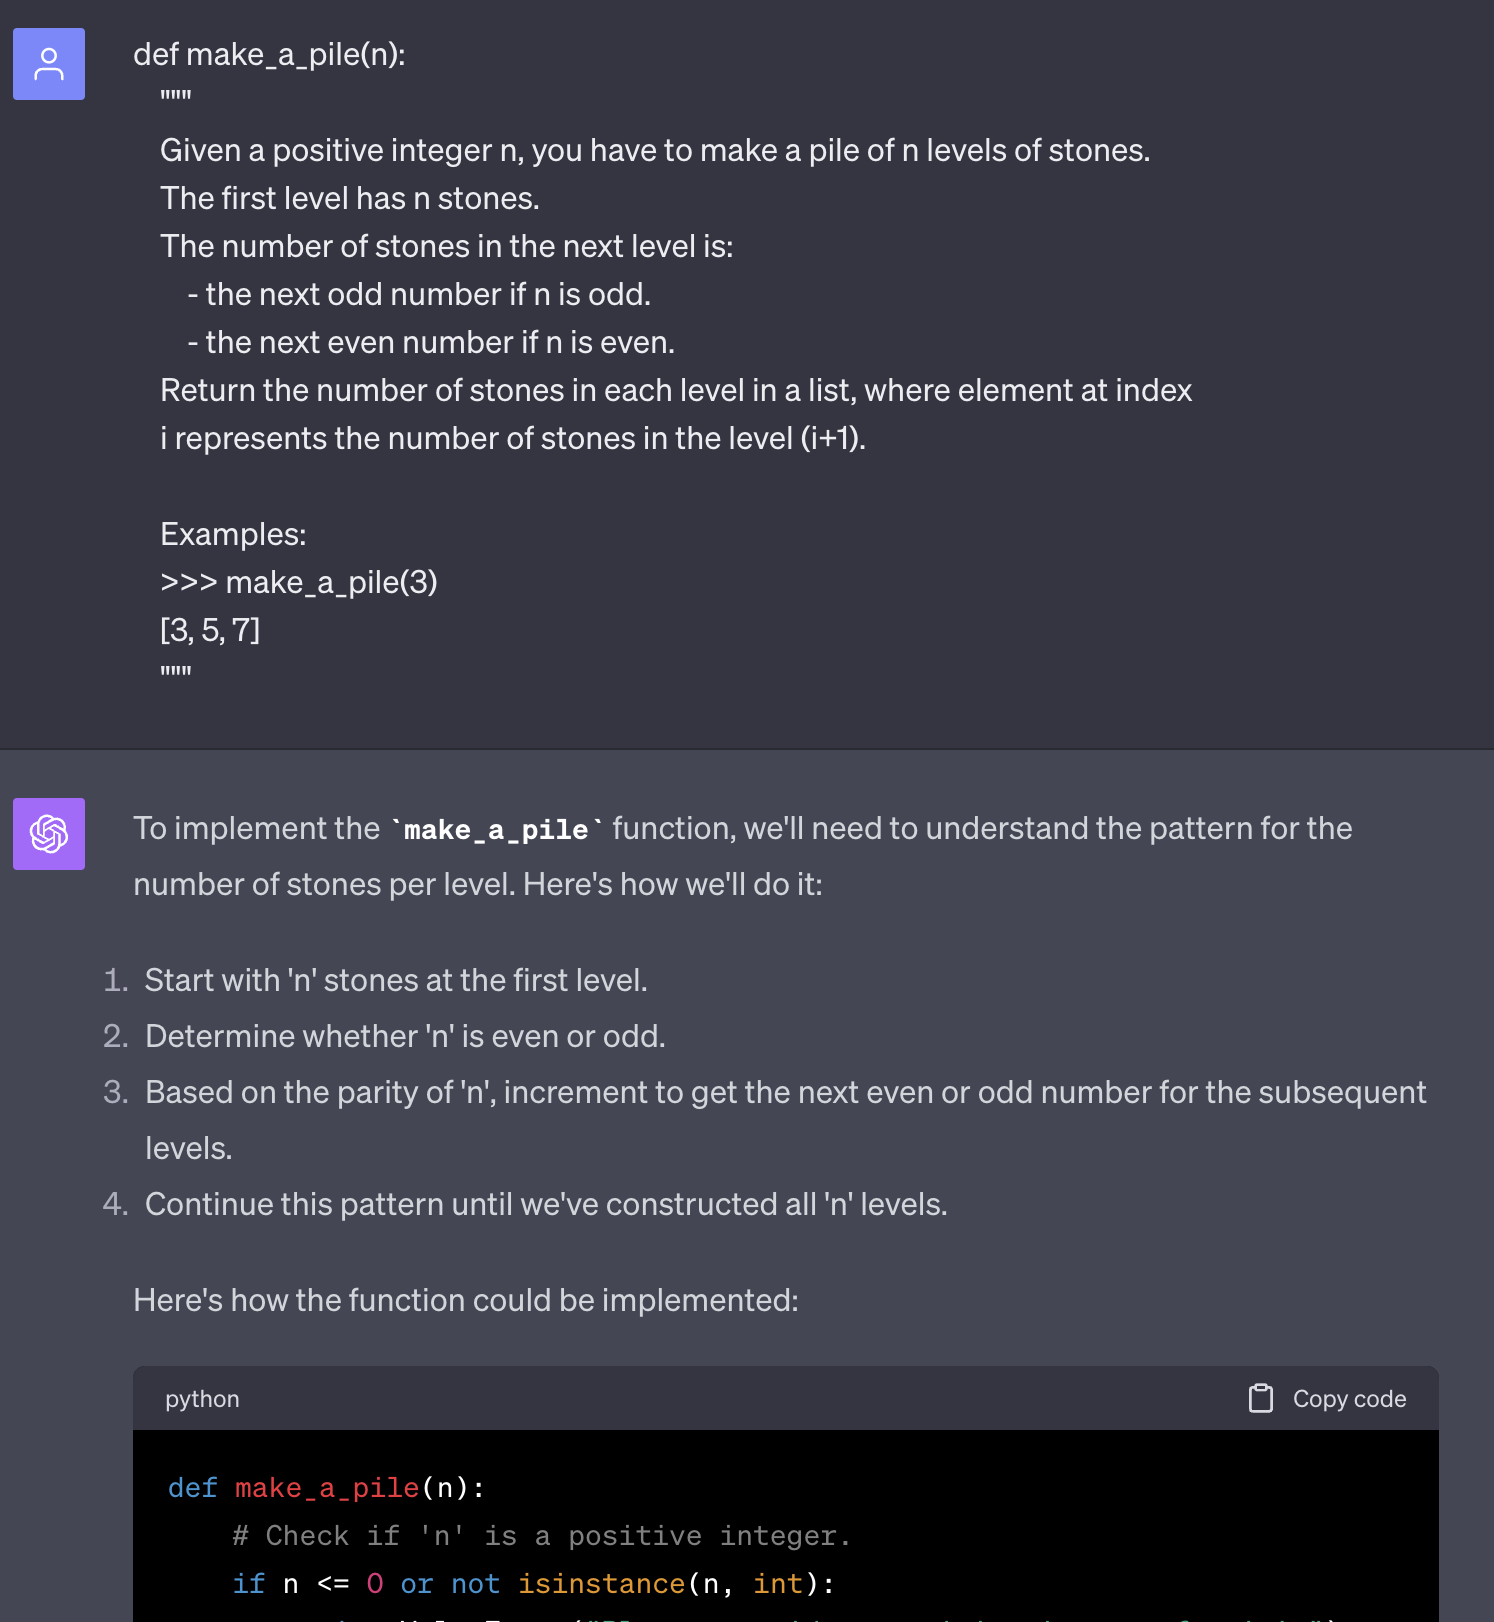 def make_a_pile(n):
"""
Given a positive integer n, you have to make a pile of n levels of stones.
The first level has n stones.
The number of stones in the next level is:
- the next odd number if n is odd.
- the next even number if n is even.
Return the number of stones in each level in a list, where element at index
i represents the number of stones in the level (i+1).
Examples:
>>> make_a_pile(3)
[3, 5, 7]
"""
To implement the `make_a_pile` function, we'll need to understand the pattern for the
number of stones per level. Here's how we'll do it:
1. Start with 'n' stones at the first level.
2. Determine whether 'n' is even or odd.
3. Based on the parity of 'n', increment to get the next even or odd number for the subsequent
levels.
4. Continue this pattern until we've constructed all 'n' levels.
Here's how the function could be implemented:
python Copy code
def make_a_pile(n):
# Check if 'n' is a positive integer.
if n <= 0 or not isinstance(n, int):